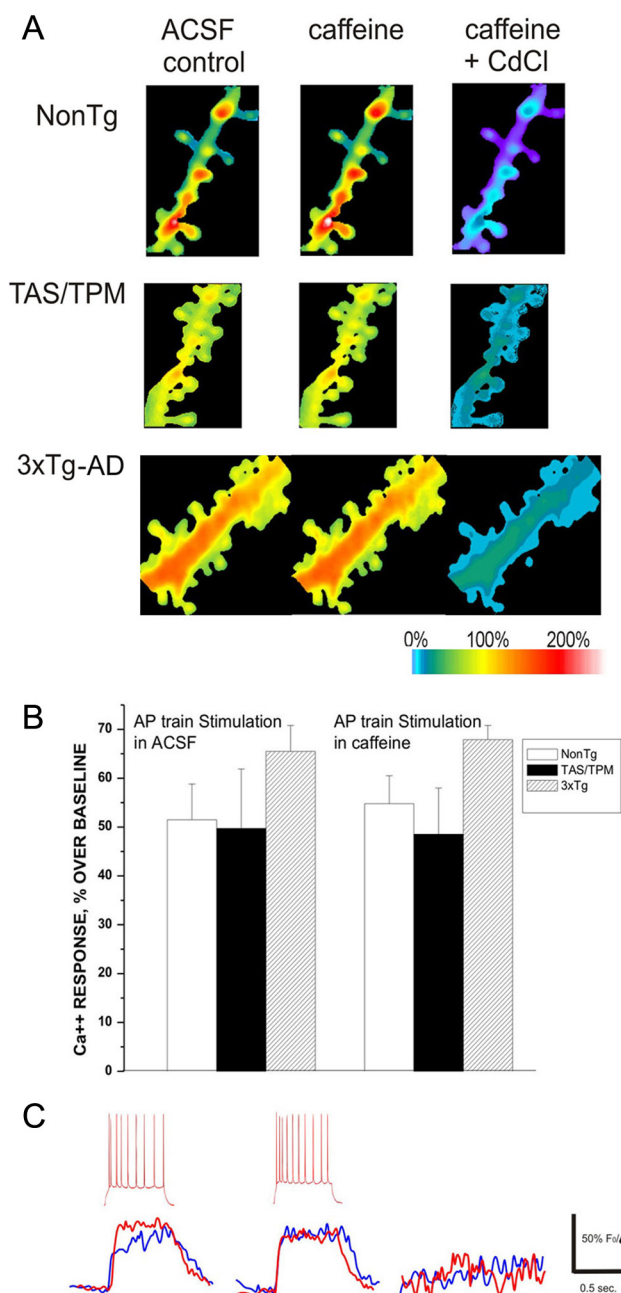 A
ACSF control
caffeine
caffeine + CdCl
NonTg
TAS/TPM
3xTg-AD
0% 100% 200%
B
AP train Stimulation in ACSF
AP train Stimulation in caffeine
NonTg
TAS/TPM
3xTg
Ca++ RESPONSE, % OVER BASELINE
70
60
50
40
30
20
10
0
C
50% F₀/
0.5 sec.